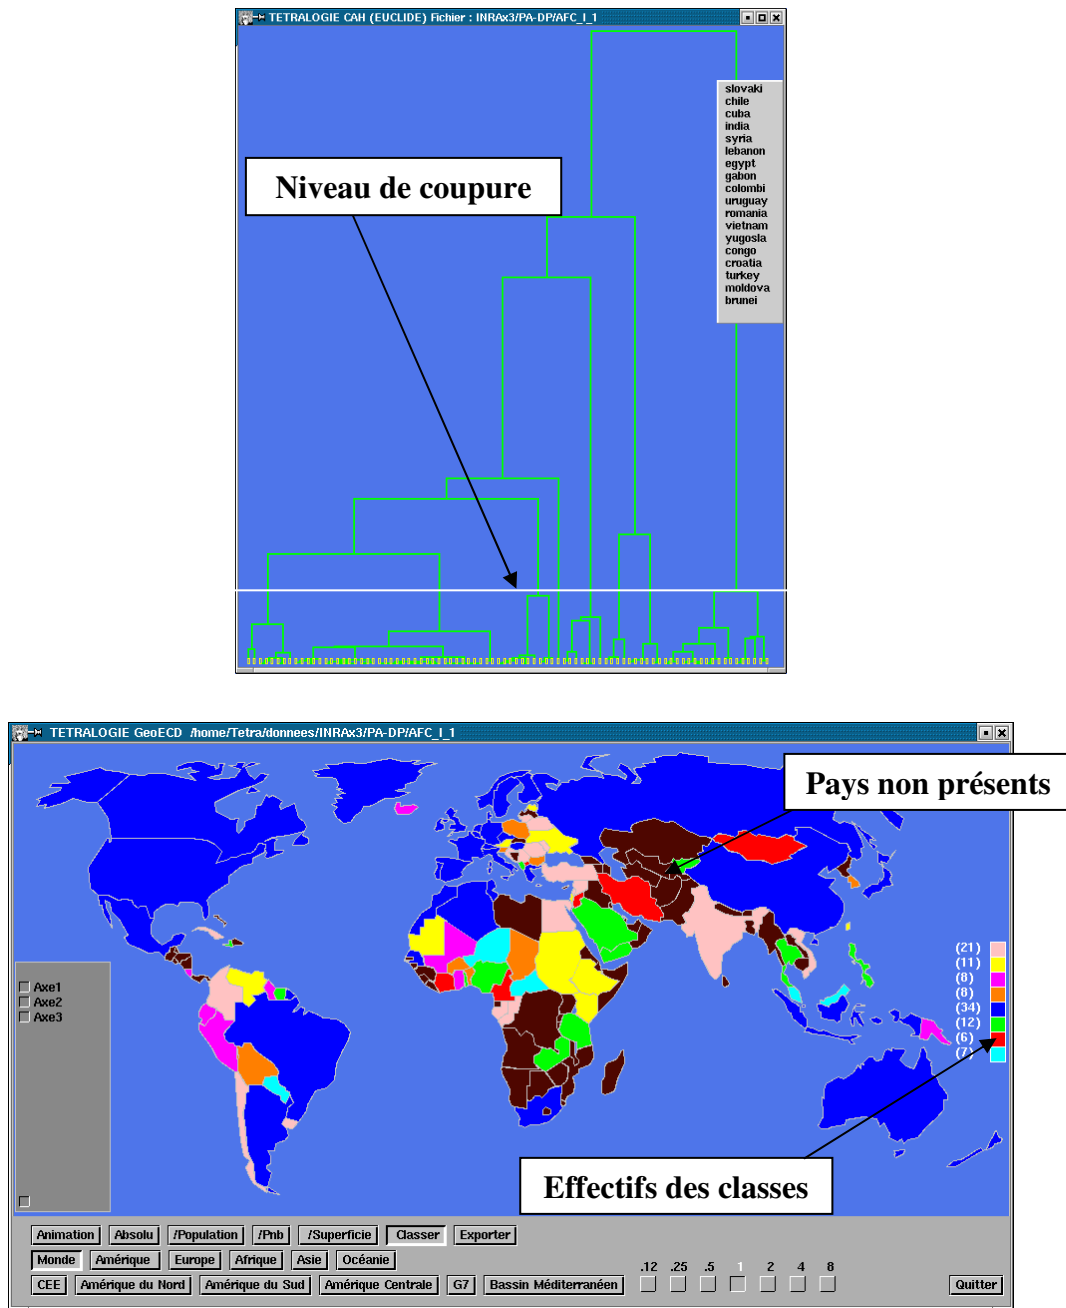 TETRALOGIE CAH (EUCLIDE) Fichier : INRAx3/PA-DP/AFC_I_1
slovaki
chile
cuba
india
syria
lebanon
egypt
gabon
colombi
uruguay
romania
vietnam
yugosla
congo
croatia
turkey
moldova
brunei
Niveau de coupure
TETRALOGIE GeoECD /home/Tetra/donnees/INRAx3/PA-DP/AFC_I_1
Pays non présents
(21)
(11)
(8)
(8)
(34)
(12)
(6)
(7)
Axe1
Axe2
Axe3
Effectifs des classes
Animation Absolu /Population /Pnb /Superficie Classer Exporter
Monde Amérique Europe Afrique Asie Océanie
.12 .25 .5 1 2 4 8
CEE Amérique du Nord Amérique du Sud Amérique Centrale G7 Bassin Méditerranéen Quitter